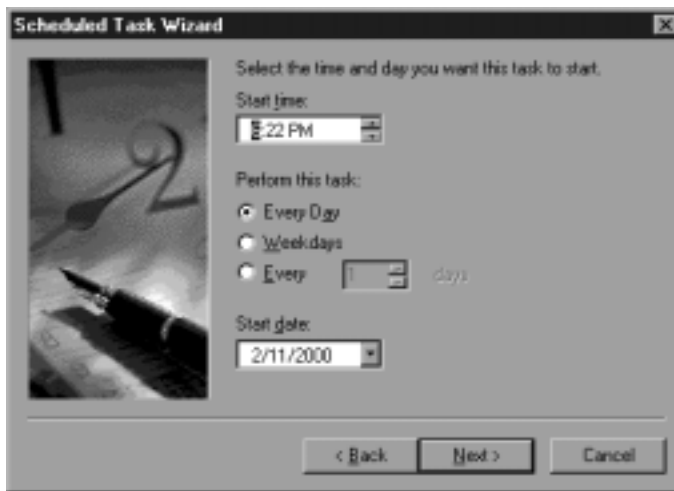 Scheduled Task Wizard
Select the time and day you want this task to start.
Start time:
:22 PM
Perform this task:
Every Day
Weekdays
Every 1 days
Start date:
2/11/2000
< Back Next > Cancel